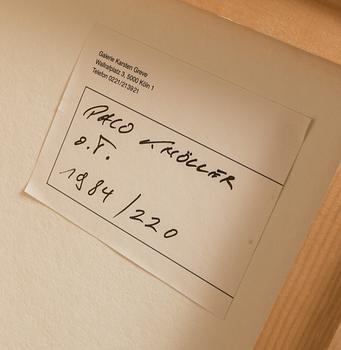 Galerie Karsten Greve
Wallrafplatz 3, 5000 Köln 1
Telefon 0221/213921
PACO KNÖLLER
o.T.
1984/220